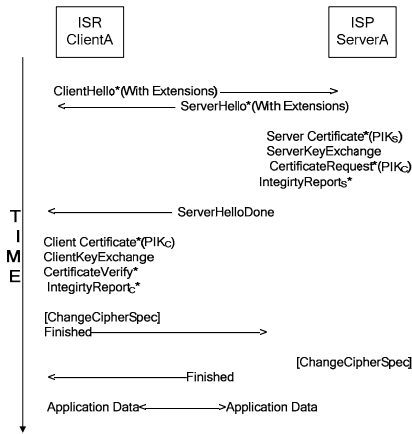 ISR
ClientA
ISP
ServerA
ClientHello*(With Extensions)
ServerHello*(With Extensions)
Server Certificate*(PIKS)
ServerKeyExchange
CertificateRequest*(PIKC)
IntegirtyReportS*
ServerHelloDone
TIME
Client Certificate*(PIKC)
ClientKeyExchange
CertificateVerify*
IntegirtyReportC*
[ChangeCipherSpec]
Finished
[ChangeCipherSpec]
Finished
Application Data
Application Data